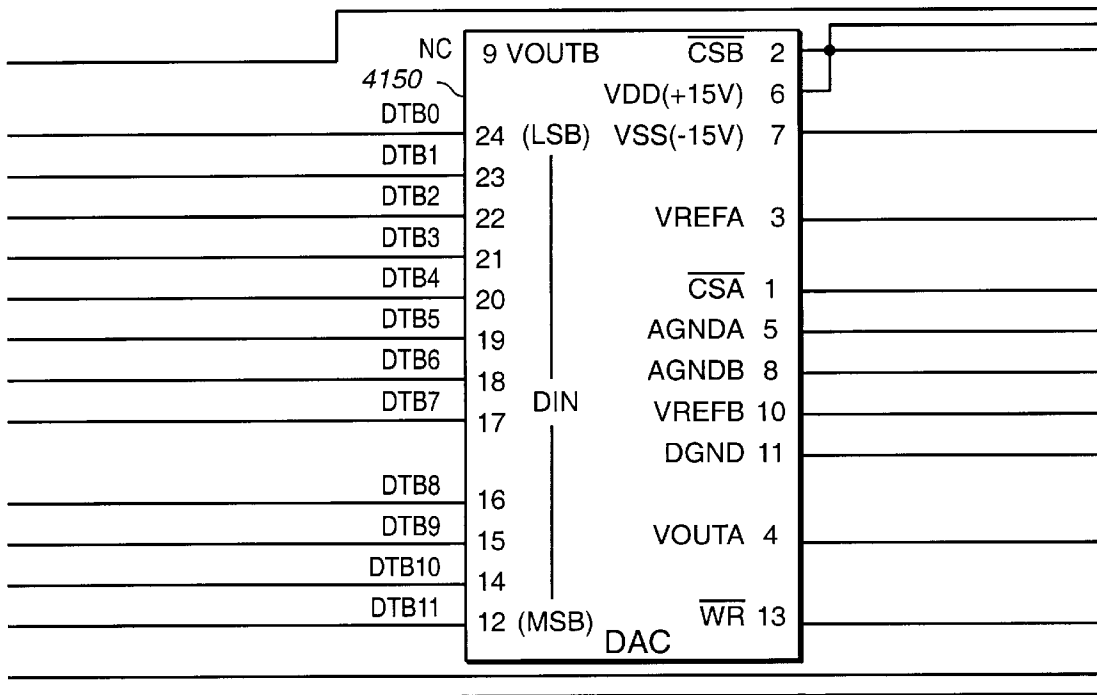 NC 9 VOUTB CSB 2
4150 VDD(+15V) 6
DTB0 24 (LSB) VSS(-15V) 7
DTB1 23
DTB2 22 VREFA 3
DTB3 21
DTB4 20 CSA 1
DTB5 19 AGNDA 5
DTB6 18 AGNDB 8
DTB7 17 DIN VREFB 10
DGND 11
DTB8 16
DTB9 15 VOUTA 4
DTB10 14
DTB11 12 (MSB) WR 13
DAC